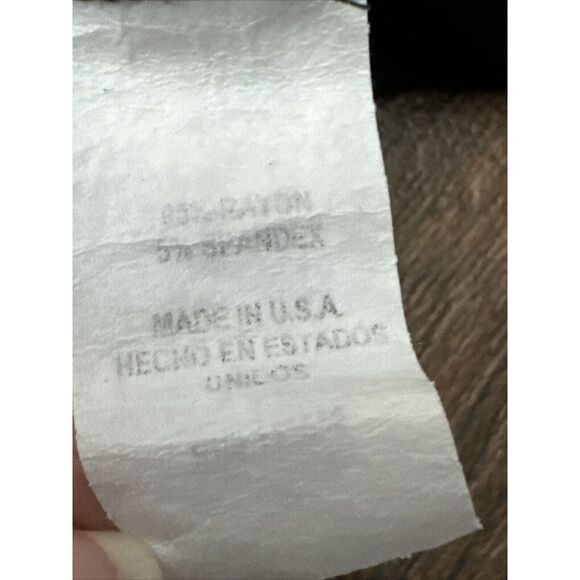 95% RAYON
5% SPANDEX
MADE IN U.S.A.
HECHO EN ESTADOS
UNIDOS